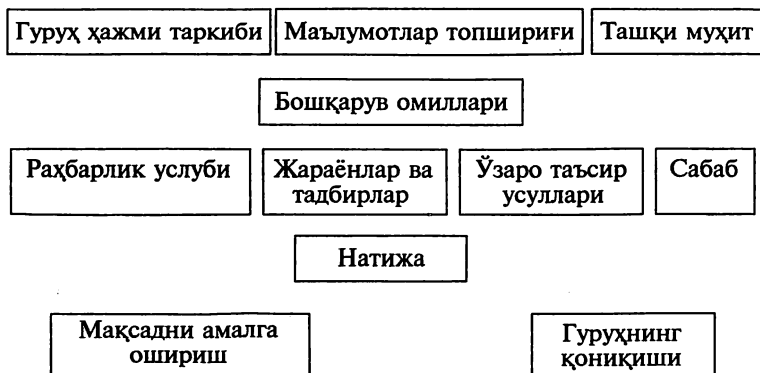 Гуруҳ ҳажми таркиби
Маълумотлар топшириғи
Ташқи муҳит
Бошқарув омиллари
Раҳбарлик услуби
Жараёнлар ва
тадбирлар
Ўзаро таъсир
усуллари
Сабаб
Натижа
Мақсадни амалга
ошириш
Гуруҳнинг
қониқиши